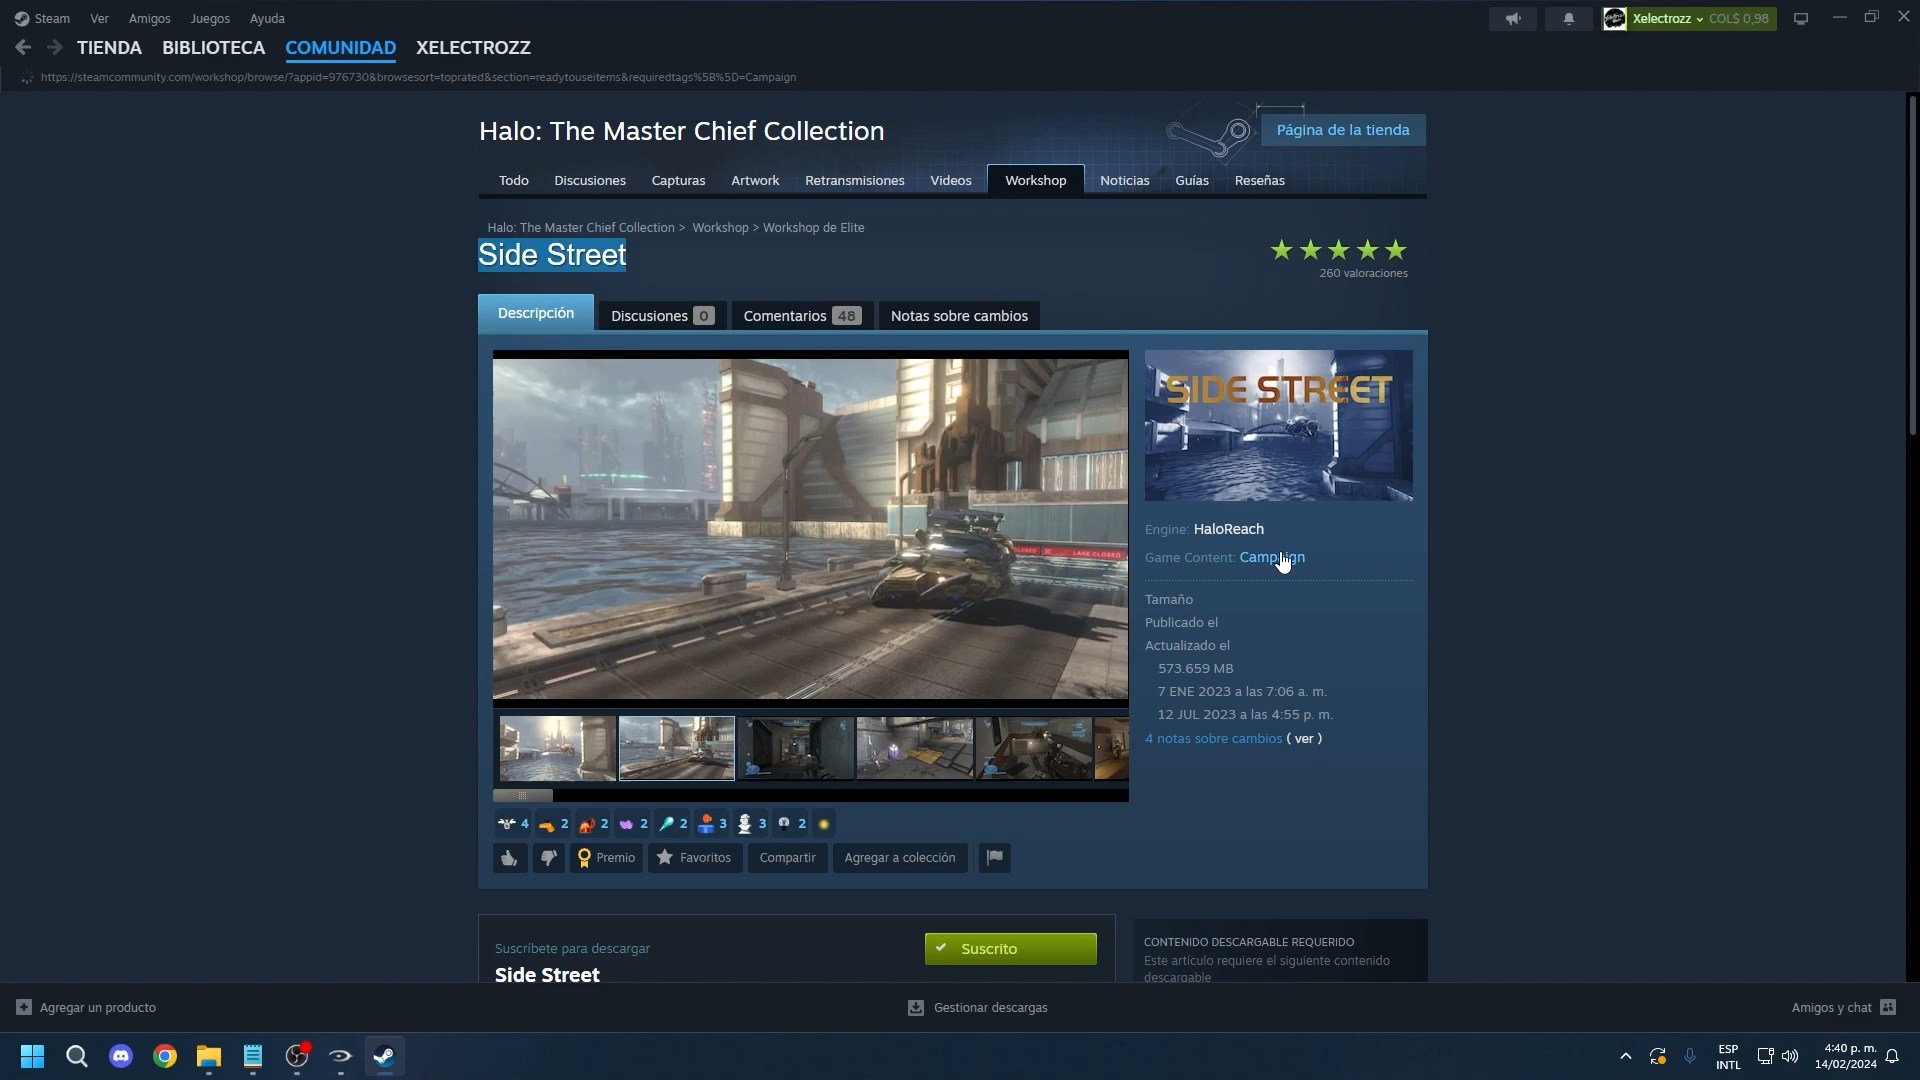 Steam Ver Amigos Juegos Ayuda
Xelectrozz COL$ 0,98
TIENDA BIBLIOTECA COMUNIDAD XELECTROZZ
https://steamcommunity.com/workshop/browse/?appid=976730&browsesort=toprated&section=readytouseitems&requiredtags%5B%5D=Campaign
Halo: The Master Chief Collection
Página de la tienda
Todo Discusiones Capturas Artwork Retransmisiones Videos Workshop Noticias Guías Reseñas
Halo: The Master Chief Collection > Workshop > Workshop de Elite
Side Street
260 valoraciones
Descripción Discusiones 0 Comentarios 48 Notas sobre cambios
SIDE STREET
LANE CLOSED
Engine: HaloReach
Game Content: Campaign
Tamaño
Publicado el
Actualizado el
573.659 MB
7 ENE 2023 a las 7:06 a. m.
12 JUL 2023 a las 4:55 p. m.
4 notas sobre cambios ( ver )
4 2 2 2 2 3 3 2
Premio Favoritos Compartir Agregar a colección
Suscríbete para descargar
Side Street
Suscrito
CONTENIDO DESCARGABLE REQUERIDO
Este artículo requiere el siguiente contenido
descargable
Agregar un producto Gestionar descargas Amigos y chat
ESP
INTL
4:40 p. m.
14/02/2024